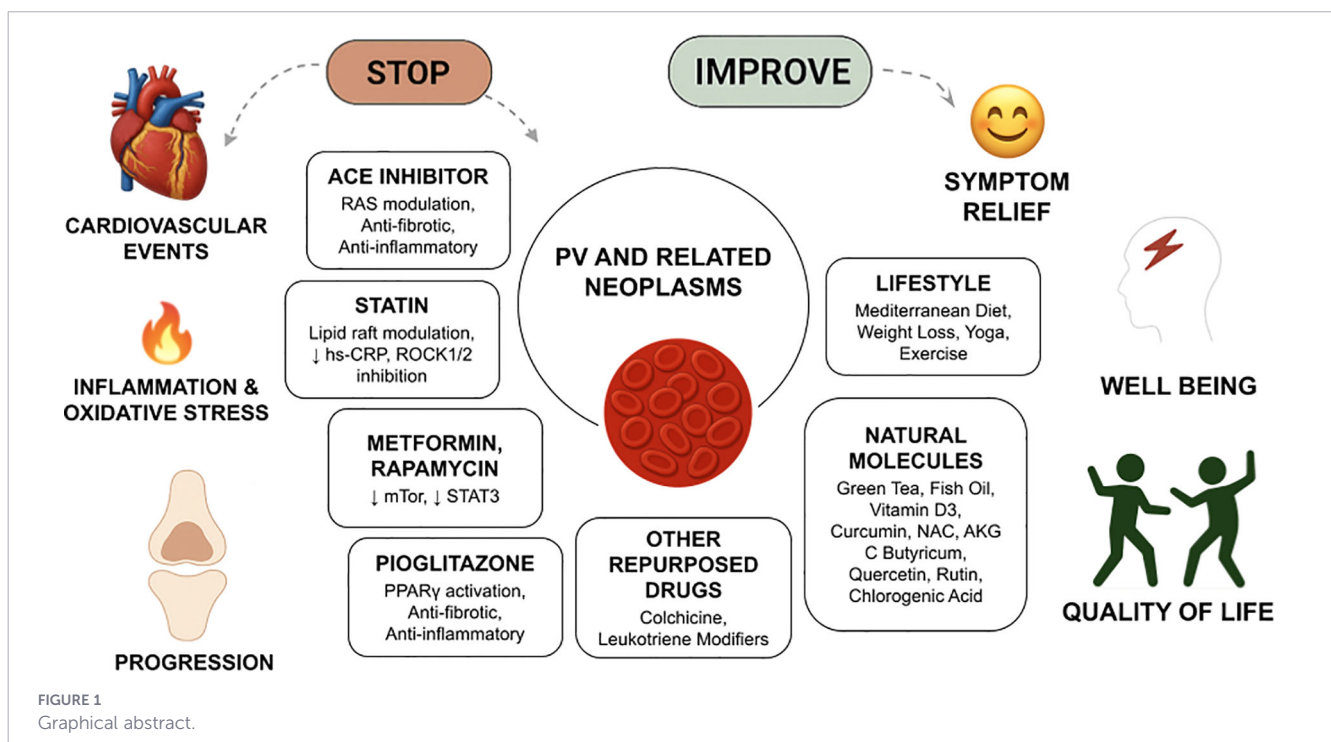 STOP
IMPROVE
CARDIOVASCULAR
EVENTS
INFLAMMATION &
OXIDATIVE STRESS
PROGRESSION
ACE INHIBITOR
RAS modulation,
Anti-fibrotic,
Anti-inflammatory
STATIN
Lipid raft modulation,
↓ hs-CRP, ROCK1/2
inhibition
METFORMIN,
RAPAMYCIN
↓ mTor, ↓ STAT3
PIOGLITAZONE
PPARγ activation,
Anti-fibrotic,
Anti-inflammatory
PV AND RELATED
NEOPLASMS
OTHER
REPURPOSED
DRUGS
Colchicine,
Leukotriene Modifiers
SYMPTOM
RELIEF
LIFESTYLE
Mediterranean Diet,
Weight Loss, Yoga,
Exercise
NATURAL
MOLECULES
Green Tea, Fish Oil,
Vitamin D3,
Curcumin, NAC, AKG
C Butyricum,
Quercetin, Rutin,
Chlorogenic Acid
WELL BEING
QUALITY OF LIFE
FIGURE 1
Graphical abstract.